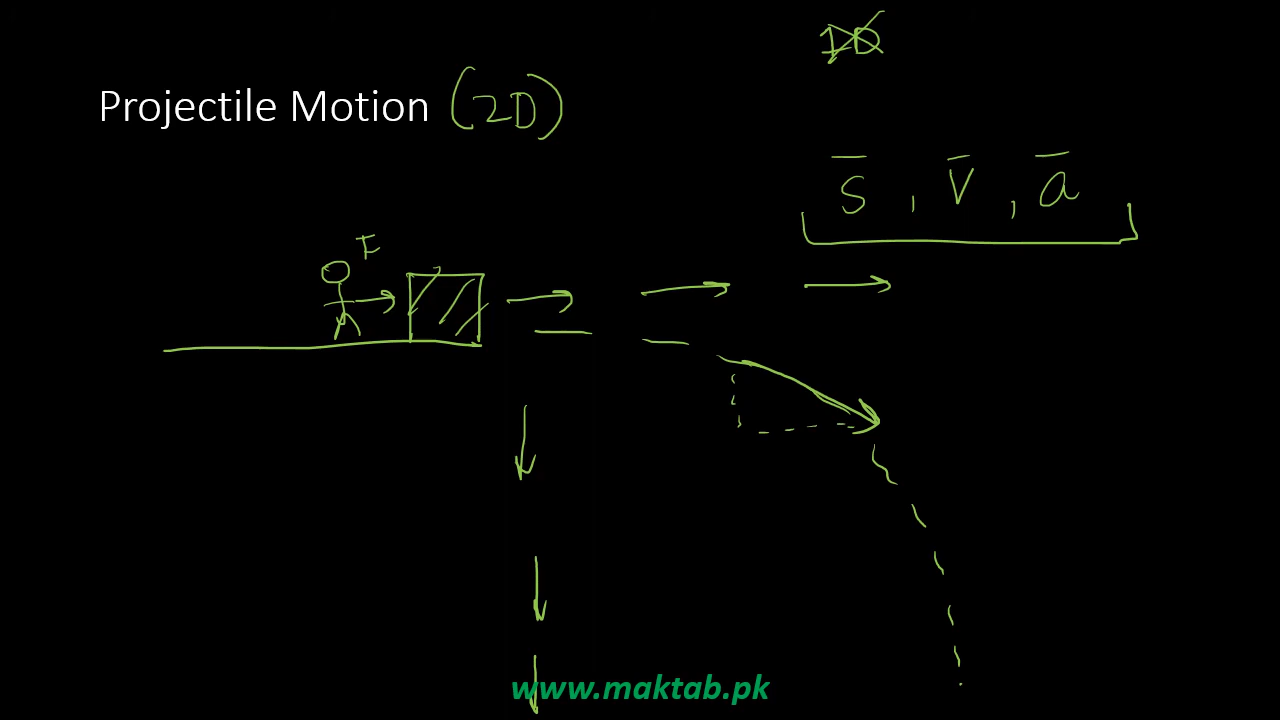 1D
Projectile Motion (2D)
s̅ , v̅ , a̅
F
www.maktab.pk